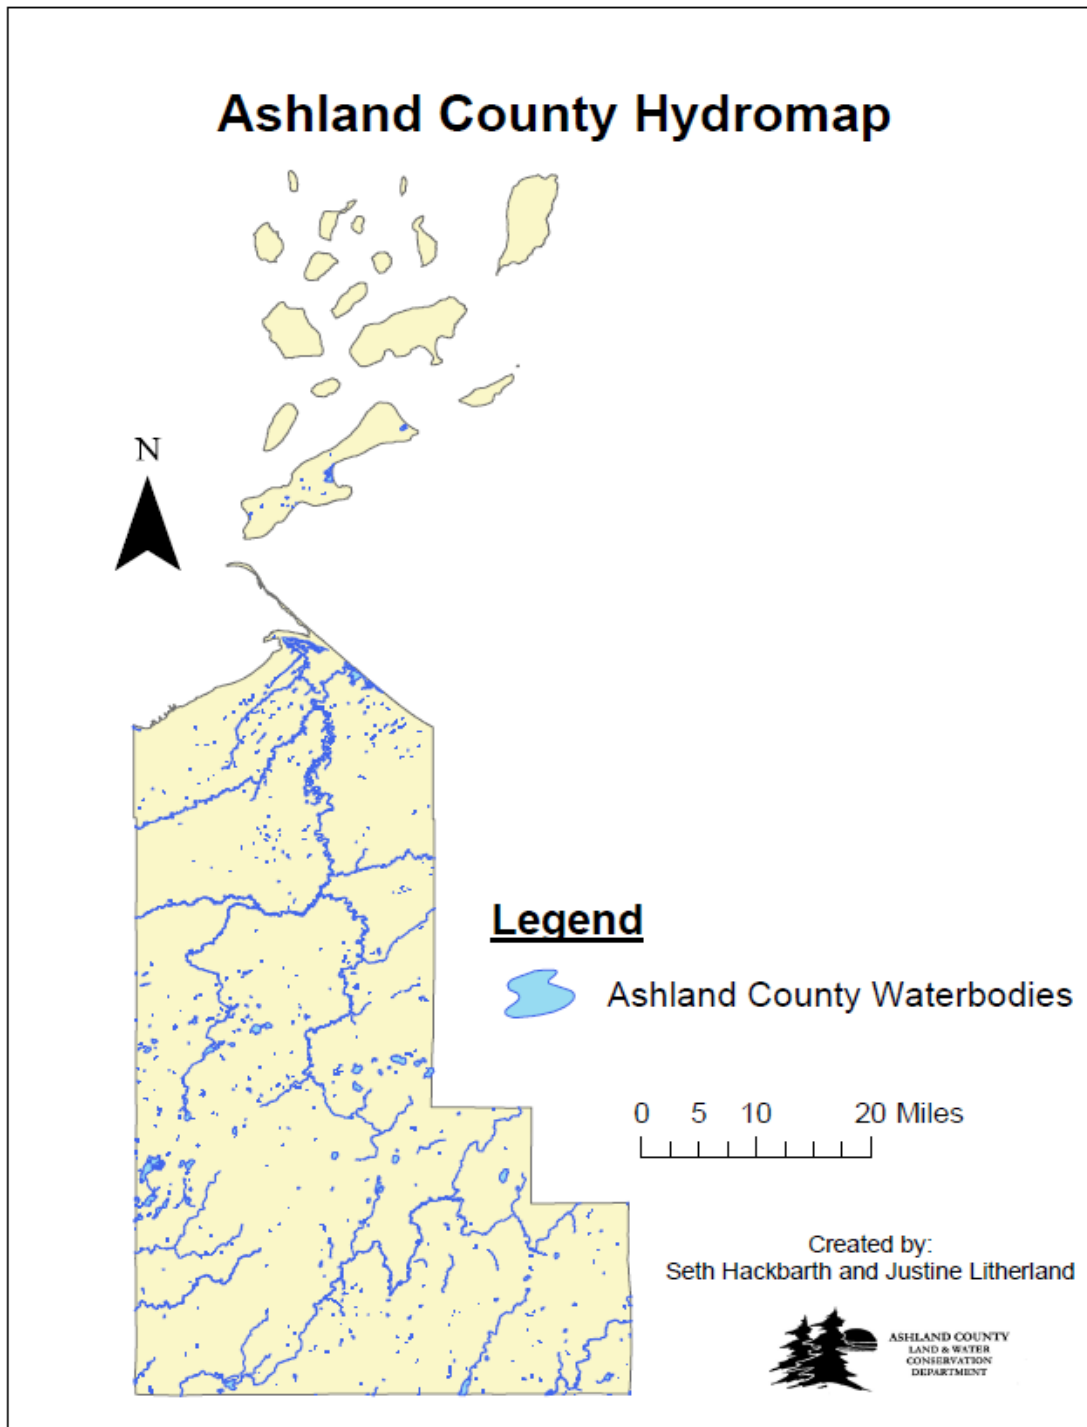 Ashland County Hydromap
N
Legend
Ashland County Waterbodies
0 5 10 20 Miles
Created by:
Seth Hackbarth and Justine Litherland
ASHLAND COUNTY
LAND & WATER
CONSERVATION
DEPARTMENT